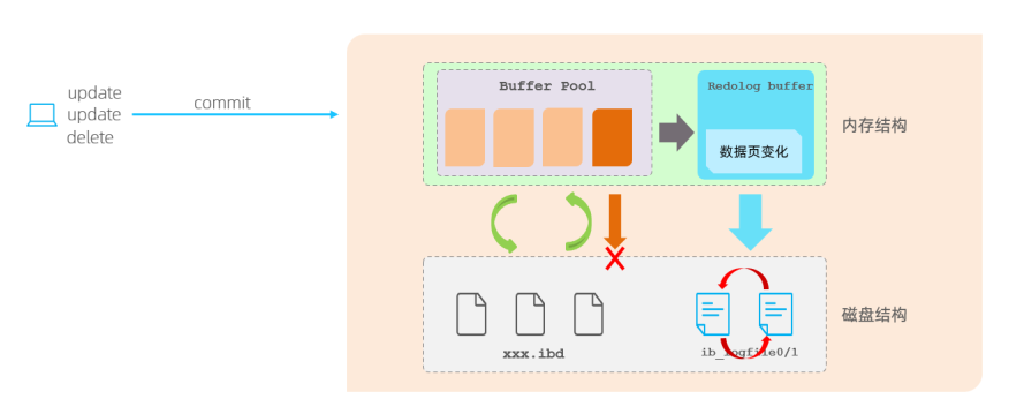 update
update
delete
commit
Buffer Pool
Redolog buffer
数据页变化
内存结构
xxx.ibd
ib_logfile0/1
磁盘结构